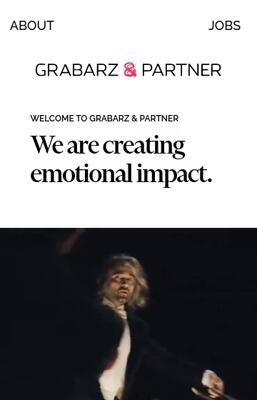 ABOUT
JOBS
GRABARZ & PARTNER
WELCOME TO GRABARZ & PARTNER
We are creating
emotional impact.